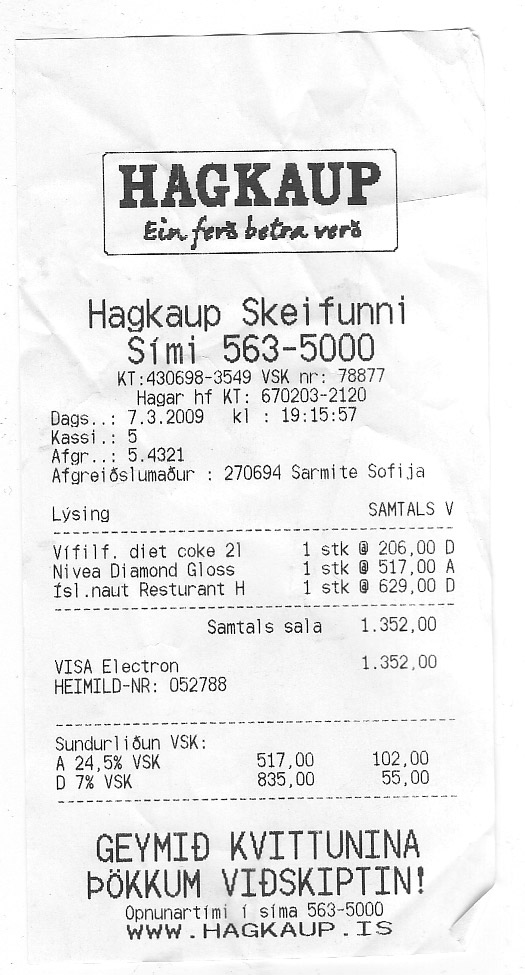 HAGKAUP
Ein ferð betra verð
Hagkaup Skeifunni
Sími 563-5000
KT:430698-3549 VSK nr: 78877
Hagar hf KT: 670203-2120
Dags..: 7.3.2009 kl : 19:15:57
Kassi.: 5
Afgr..: 5.4321
Afgreiðslumaður : 270694 Sarmite Sofija
Lýsing SAMTALS V
Vífilf. diet coke 2l 1 stk @ 206,00 D
Nivea Diamond Gloss 1 stk @ 517,00 A
Ísl.naut Resturant H 1 stk @ 629,00 D
Samtals sala 1.352,00
VISA Electron 1.352,00
HEIMILD-NR: 052788
Sundurliðun VSK:
A 24,5% VSK 517,00 102,00
D 7% VSK 835,00 55,00
GEYMIÐ KVITTUNINA
ÞÖKKUM VIÐSKIPTIN!
Opnunartími í síma 563-5000
WWW.HAGKAUP.IS